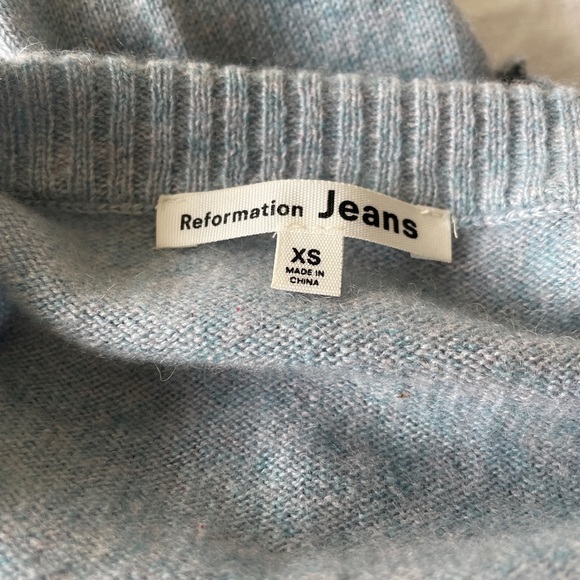 Reformation Jeans
XS
MADE IN
CHINA